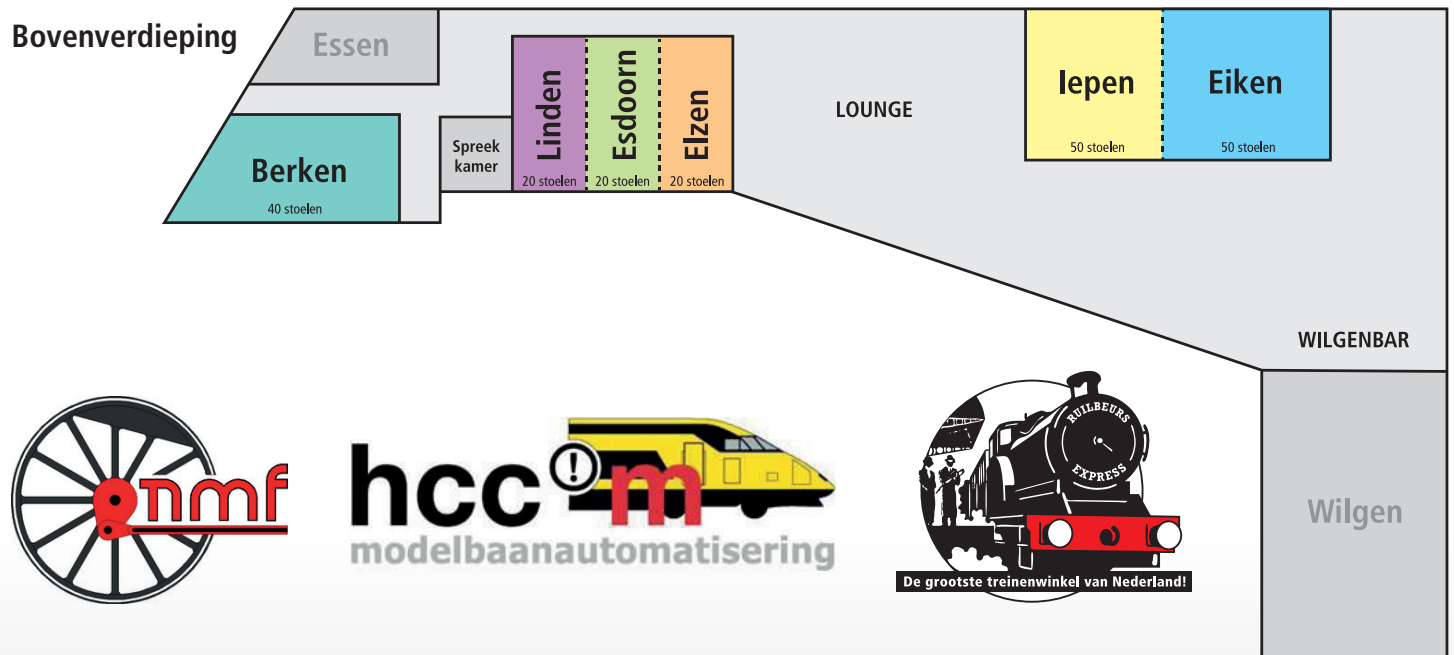 Bovenverdieping
Essen
Berken
40 stoelen
Spreek
kamer
Linden
20 stoelen
Esdoorn
20 stoelen
Elzen
20 stoelen
LOUNGE
Iepen
50 stoelen
Eiken
50 stoelen
WILGENBAR
Wilgen
nmf
hcc!m
modelbaanautomatisering
RUILBEURS
EXPRESS
De grootste treinenwinkel van Nederland!